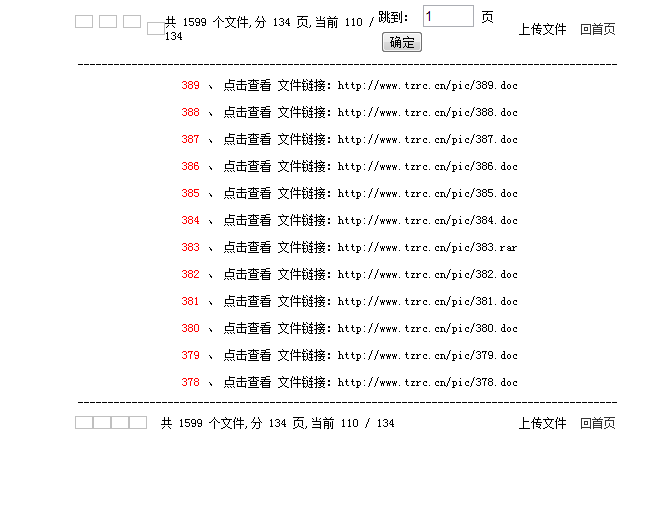 共 1599 个文件,分 134 页,当前 110 / 134
跳到: 1 页
确定
上传文件 回首页
389 、 点击查看 文件链接: http://www.tzrc.cn/pic/389.doc
388 、 点击查看 文件链接: http://www.tzrc.cn/pic/388.doc
387 、 点击查看 文件链接: http://www.tzrc.cn/pic/387.doc
386 、 点击查看 文件链接: http://www.tzrc.cn/pic/386.doc
385 、 点击查看 文件链接: http://www.tzrc.cn/pic/385.doc
384 、 点击查看 文件链接: http://www.tzrc.cn/pic/384.doc
383 、 点击查看 文件链接: http://www.tzrc.cn/pic/383.rar
382 、 点击查看 文件链接: http://www.tzrc.cn/pic/382.doc
381 、 点击查看 文件链接: http://www.tzrc.cn/pic/381.doc
380 、 点击查看 文件链接: http://www.tzrc.cn/pic/380.doc
379 、 点击查看 文件链接: http://www.tzrc.cn/pic/379.doc
378 、 点击查看 文件链接: http://www.tzrc.cn/pic/378.doc
共 1599 个文件,分 134 页,当前 110 / 134 上传文件 回首页